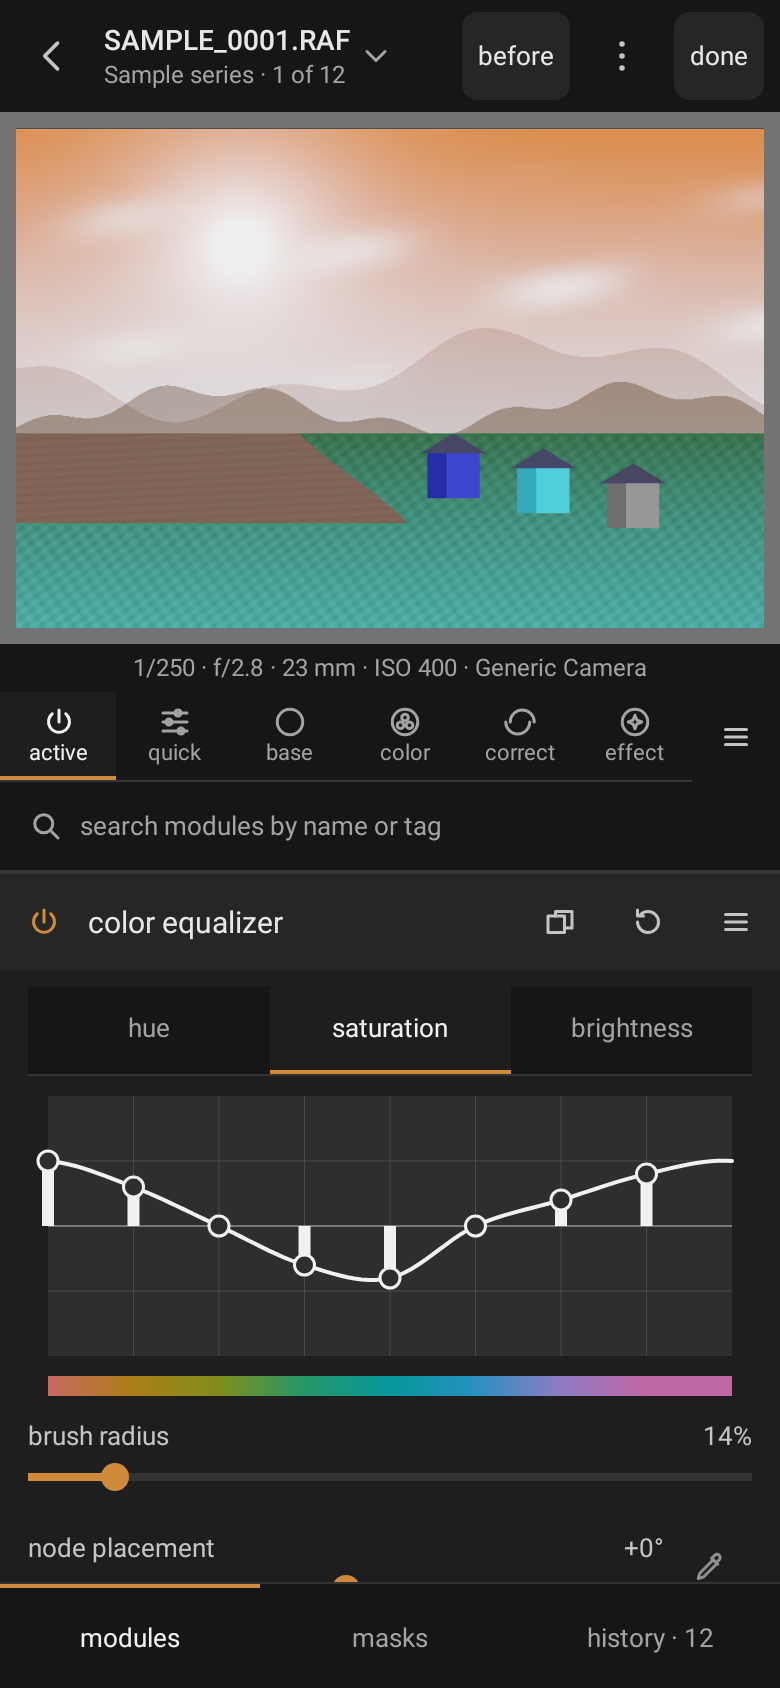 SAMPLE_0001.RAF
Sample series · 1 of 12
before
done
1/250 · f/2.8 · 23 mm · ISO 400 · Generic Camera
active
quick
base
color
correct
effect
search modules by name or tag
color equalizer
hue
saturation
brightness
brush radius
14%
node placement
+0°
modules
masks
history · 12